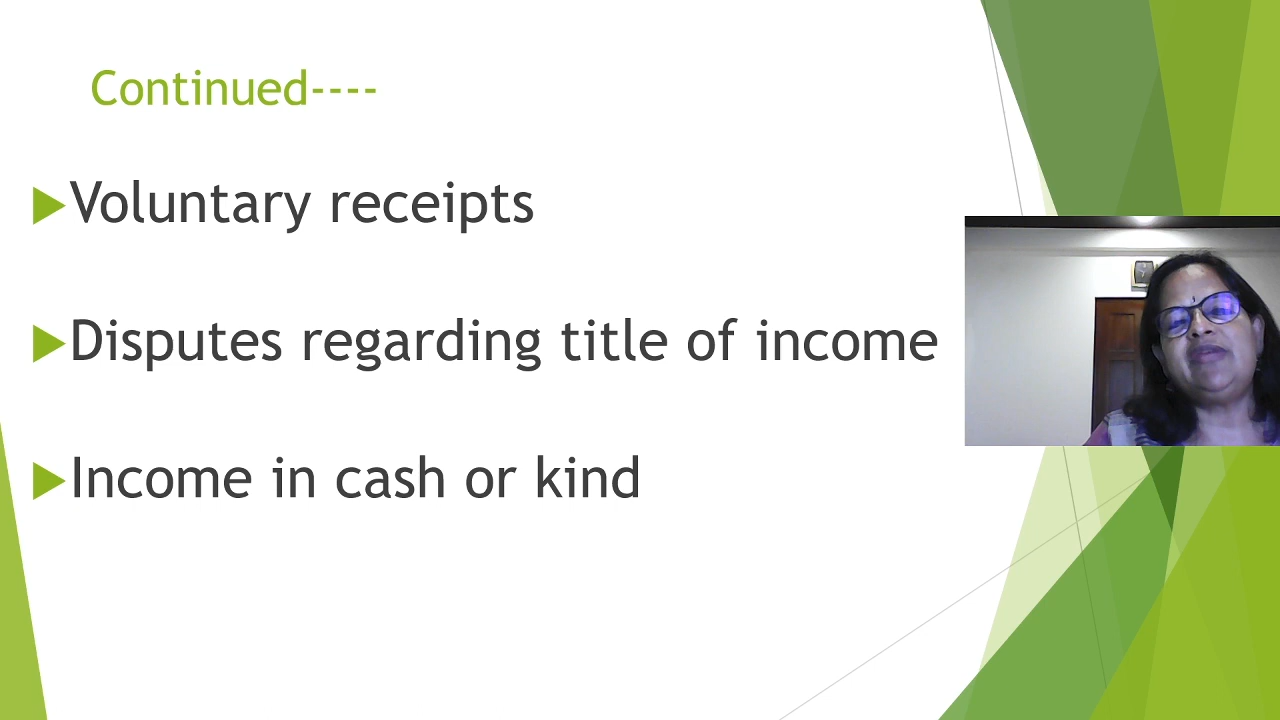 Continued----
Voluntary receipts
Disputes regarding title of income
Income in cash or kind